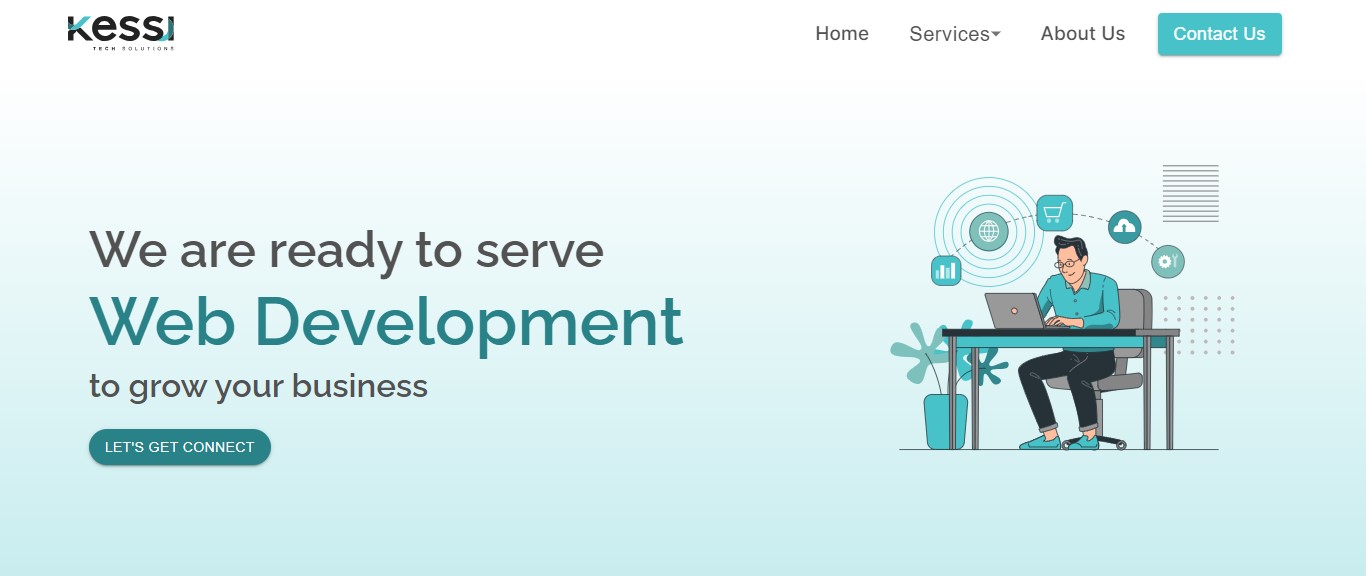 Kessi
TECH SOLUTIONS
Home
Services
About Us
Contact Us
We are ready to serve
Web Development
to grow your business
LET'S GET CONNECT